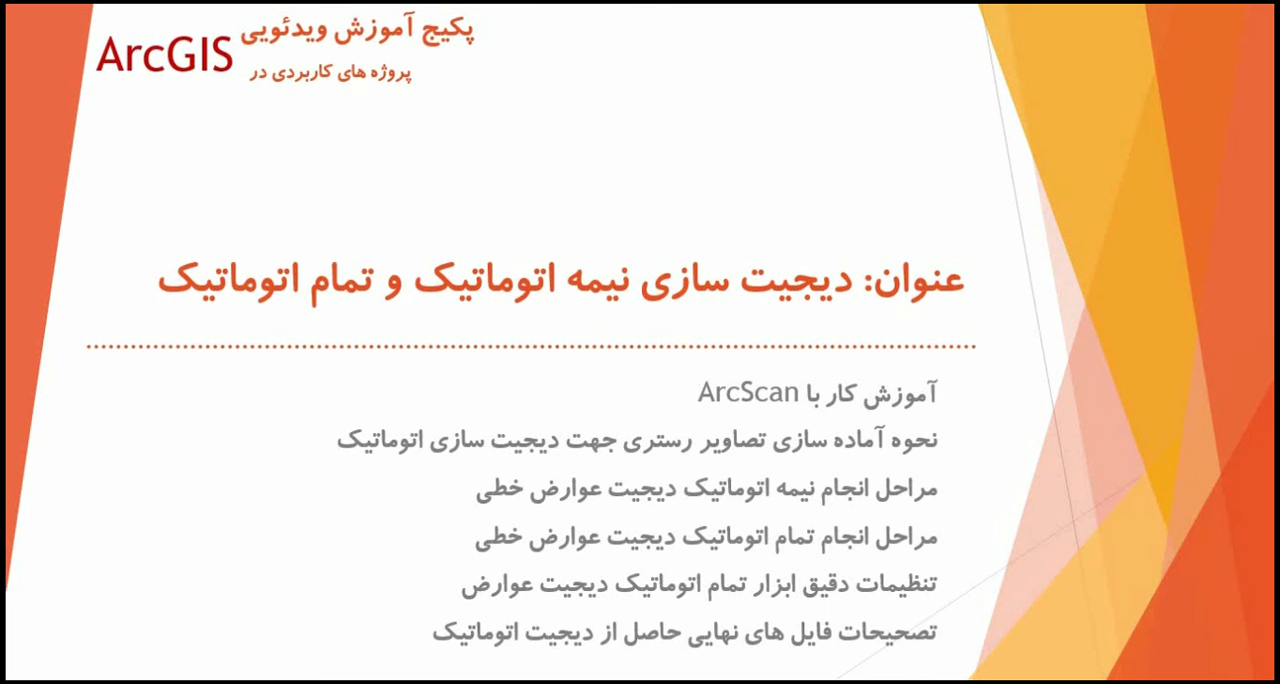 پکیج آموزش ویدئویی
پروژه های کاربردی در ArcGIS
عنوان: دیجیت سازی نیمه اتوماتیک و تمام اتوماتیک
آموزش کار با ArcScan
نحوه آماده سازی تصاویر رستری جهت دیجیت سازی اتوماتیک
مراحل انجام نیمه اتوماتیک دیجیت عوارض خطی
مراحل انجام تمام اتوماتیک دیجیت عوارض خطی
تنظیمات دقیق ابزار تمام اتوماتیک دیجیت عوارض
تصحیحات فایل های نهایی حاصل از دیجیت اتوماتیک